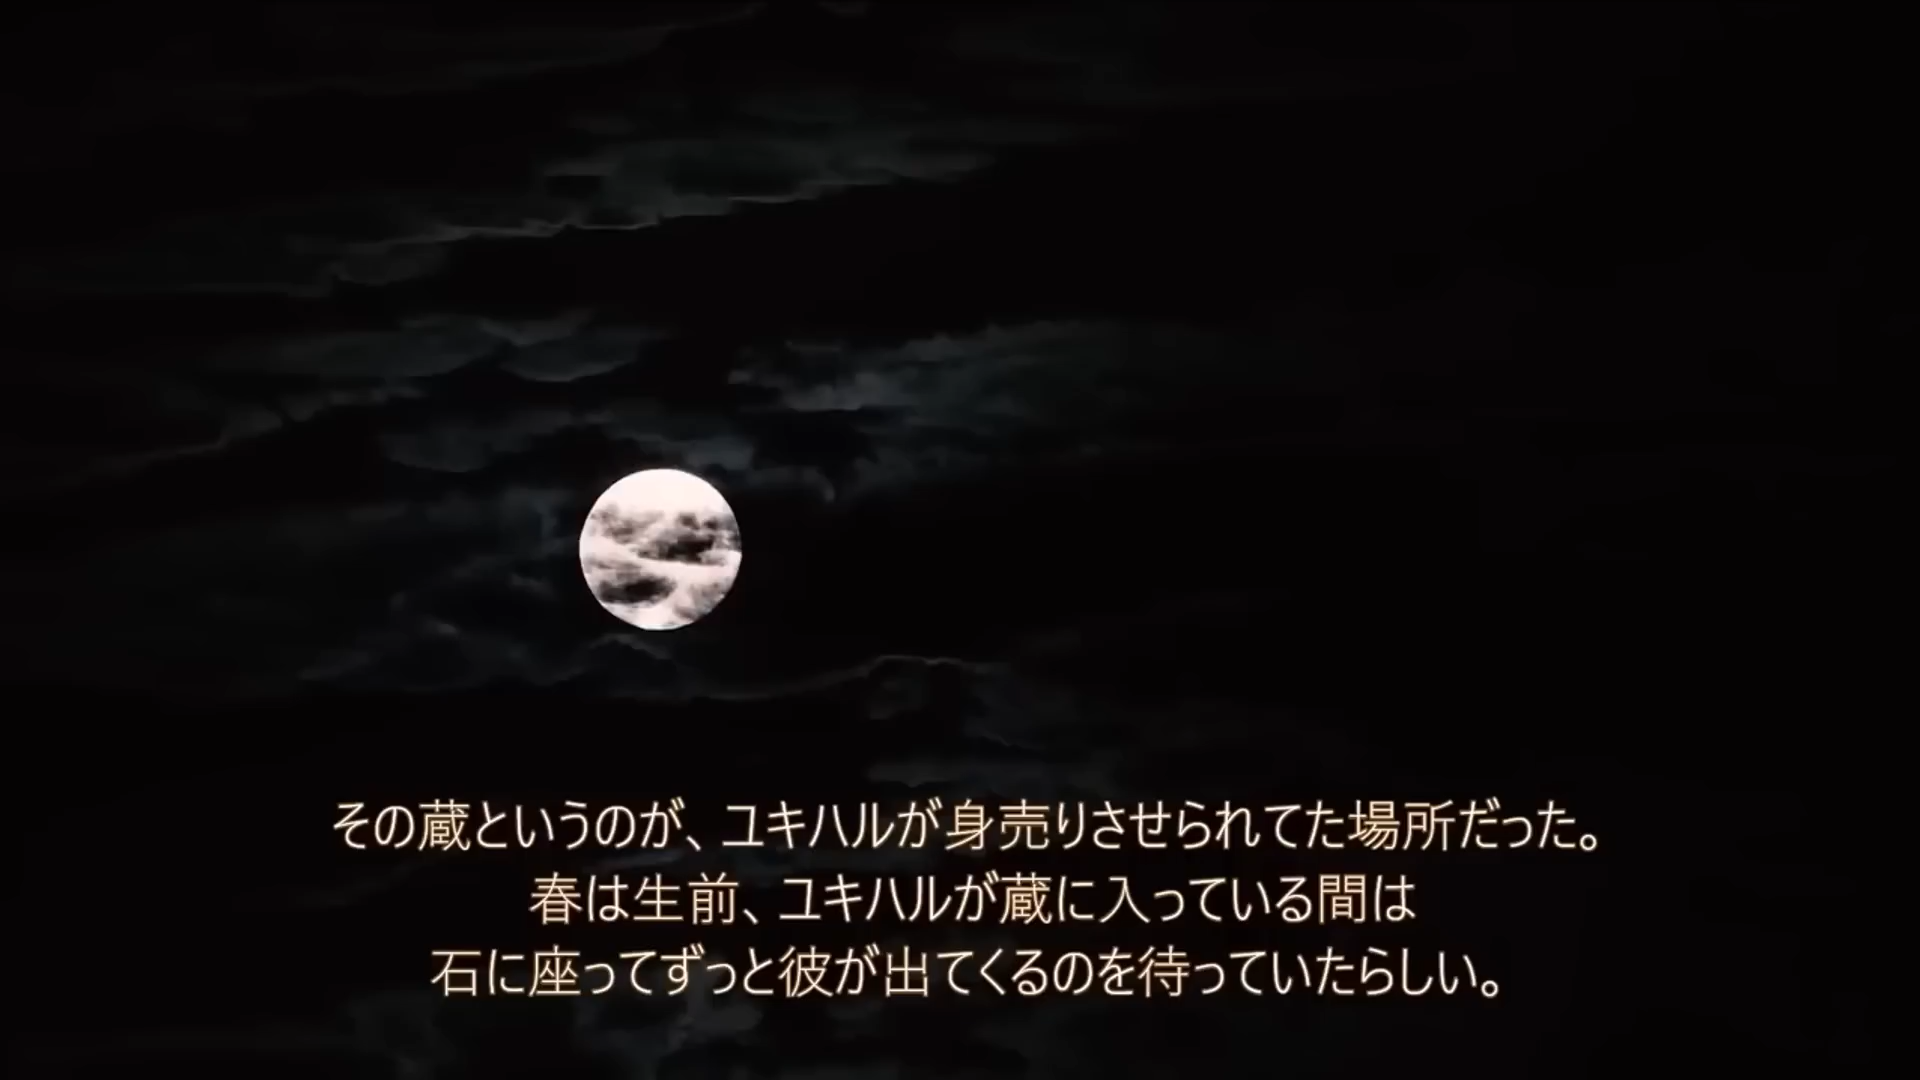 その蔵というのが、ユキハルが身売りさせられてた場所だった。
春は生前、ユキハルが蔵に入っている間は
石に座ってずっと彼が出てくるのを待っていたらしい。